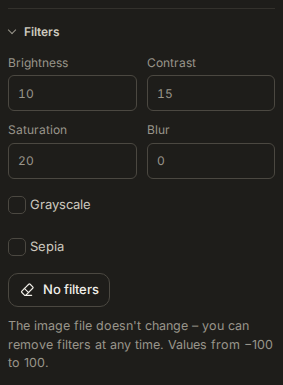 Filters
Brightness Contrast
10 15
Saturation Blur
20 0
Grayscale
Sepia
No filters
The image file doesn't change – you can
remove filters at any time. Values from −100
to 100.